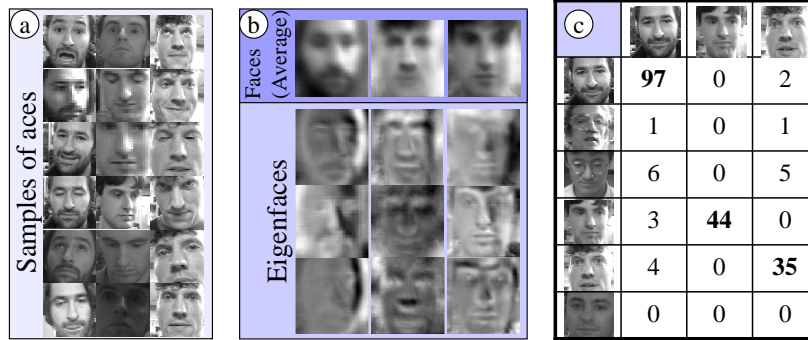 a
Samples of aces
b
Faces
(Average)
Eigenfaces
c
97 0 2
1 0 1
6 0 5
3 44 0
4 0 35
0 0 0